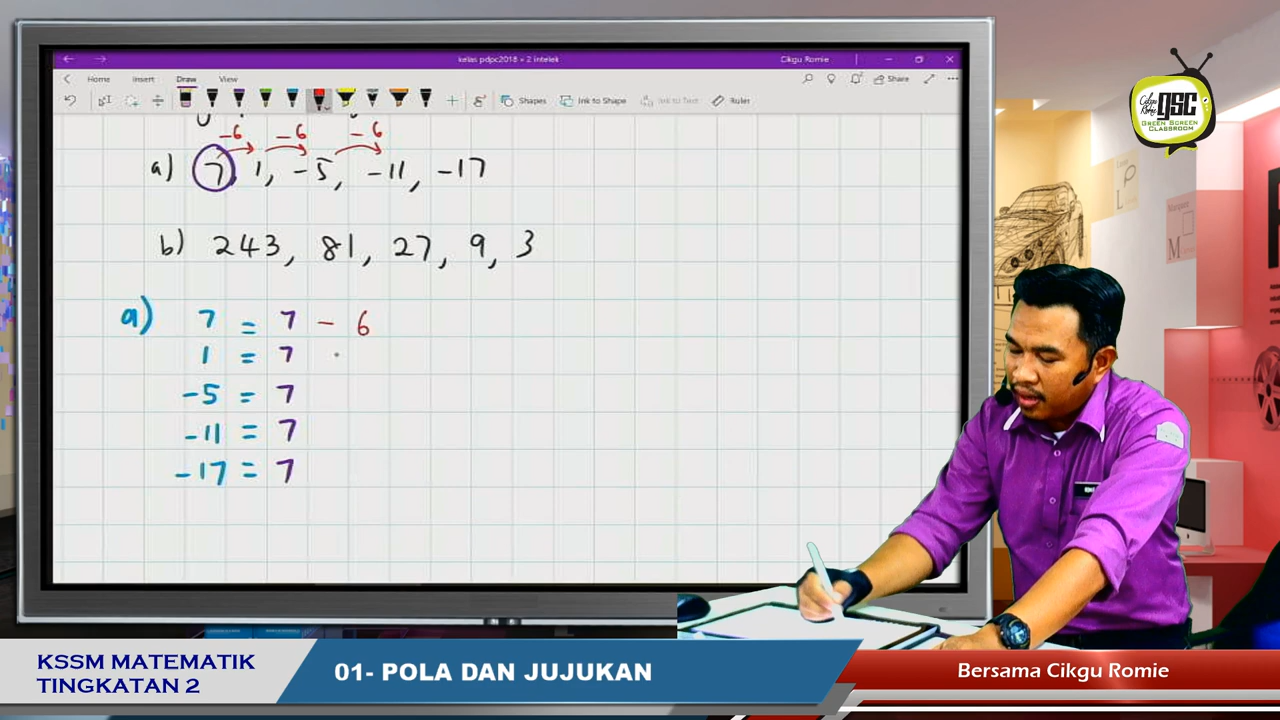 kelas pdpc2018 » 2 intelek
Cikgu Romie
Home Insert Draw View
Share
Shapes Ink to Shape Ink to Text Ruler
-6 -6 -6
a) 7, 1, -5, -11, -17
b) 243, 81, 27, 9, 3
a) 7 = 7 - 6
1 = 7
-5 = 7
-11 = 7
-17 = 7
Cikgu Romie GSC
GREEN SCREEN
CLASSROOM
L
M
KSSM MATEMATIK
TINGKATAN 2
01- POLA DAN JUJUKAN
Bersama Cikgu Romie